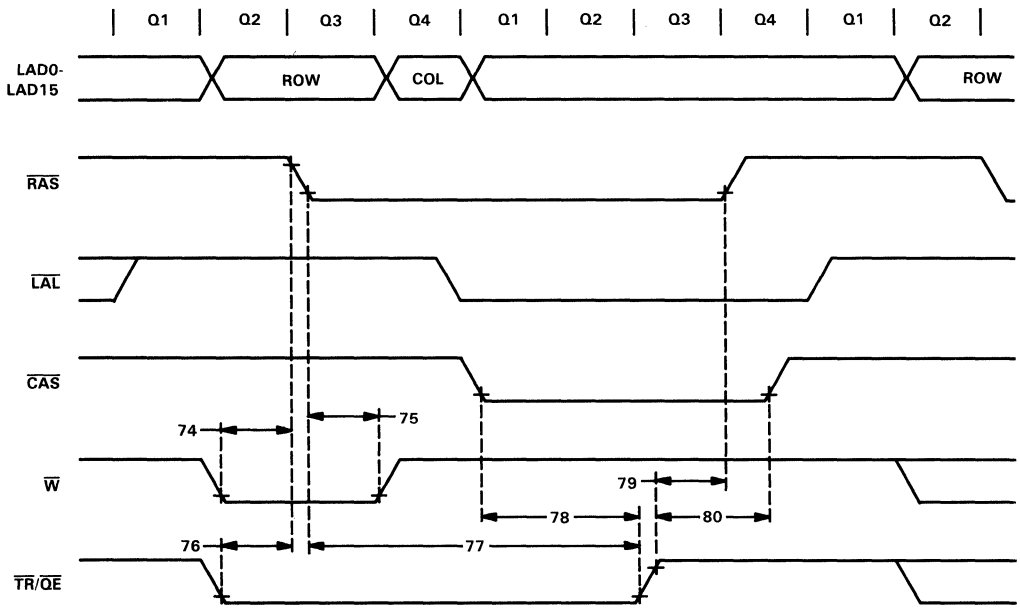 Q1 Q2 Q3 Q4 Q1 Q2 Q3 Q4 Q1 Q2
LAD0-
LAD15
ROW COL ROW
RAS
LAL
CAS
75
74
W
79
78 80
76 77
TR/QE